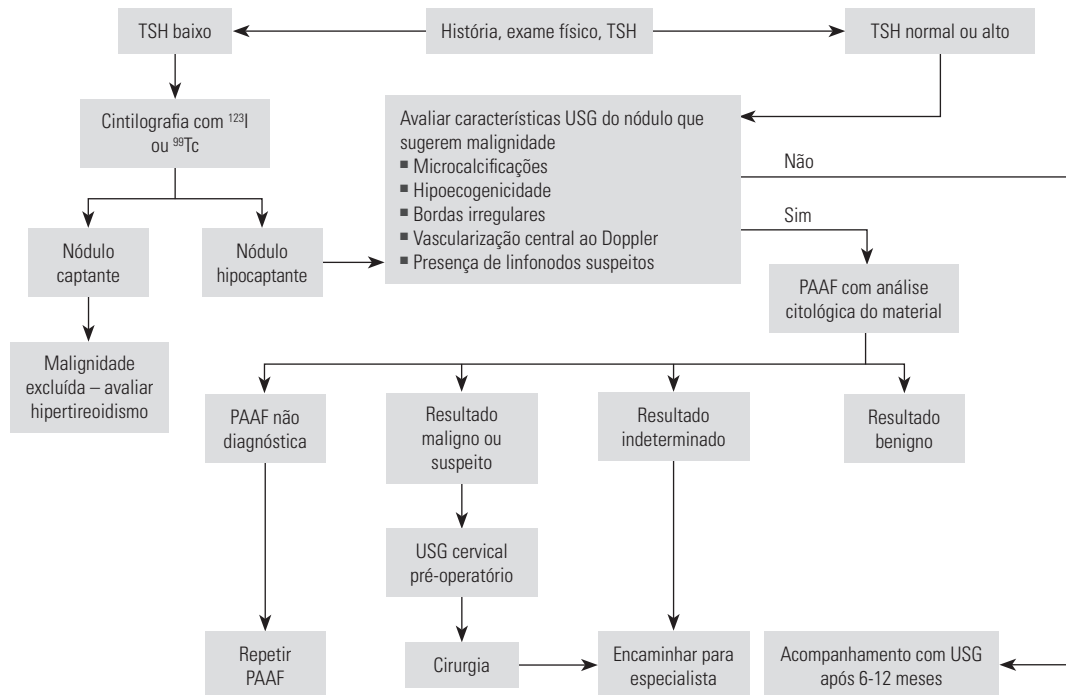 TSH baixo
História, exame físico, TSH
TSH normal ou alto
Cintilografia com ¹²³I
ou ⁹⁹Tc
Avaliar características USG do nódulo que
sugerem malignidade
▪ Microcalcificações
▪ Hipoecogenicidade
▪ Bordas irregulares
▪ Vascularização central ao Doppler
▪ Presença de linfonodos suspeitos
Não
Sim
Nódulo
captante
Nódulo
hipocaptante
PAAF com análise
citológica do material
Malignidade
excluída – avaliar
hipertireoidismo
PAAF não
diagnóstica
Resultado
maligno ou
suspeito
Resultado
indeterminado
Resultado
benigno
USG cervical
pré-operatório
Repetir
PAAF
Cirurgia
Encaminhar para
especialista
Acompanhamento com USG
após 6-12 meses